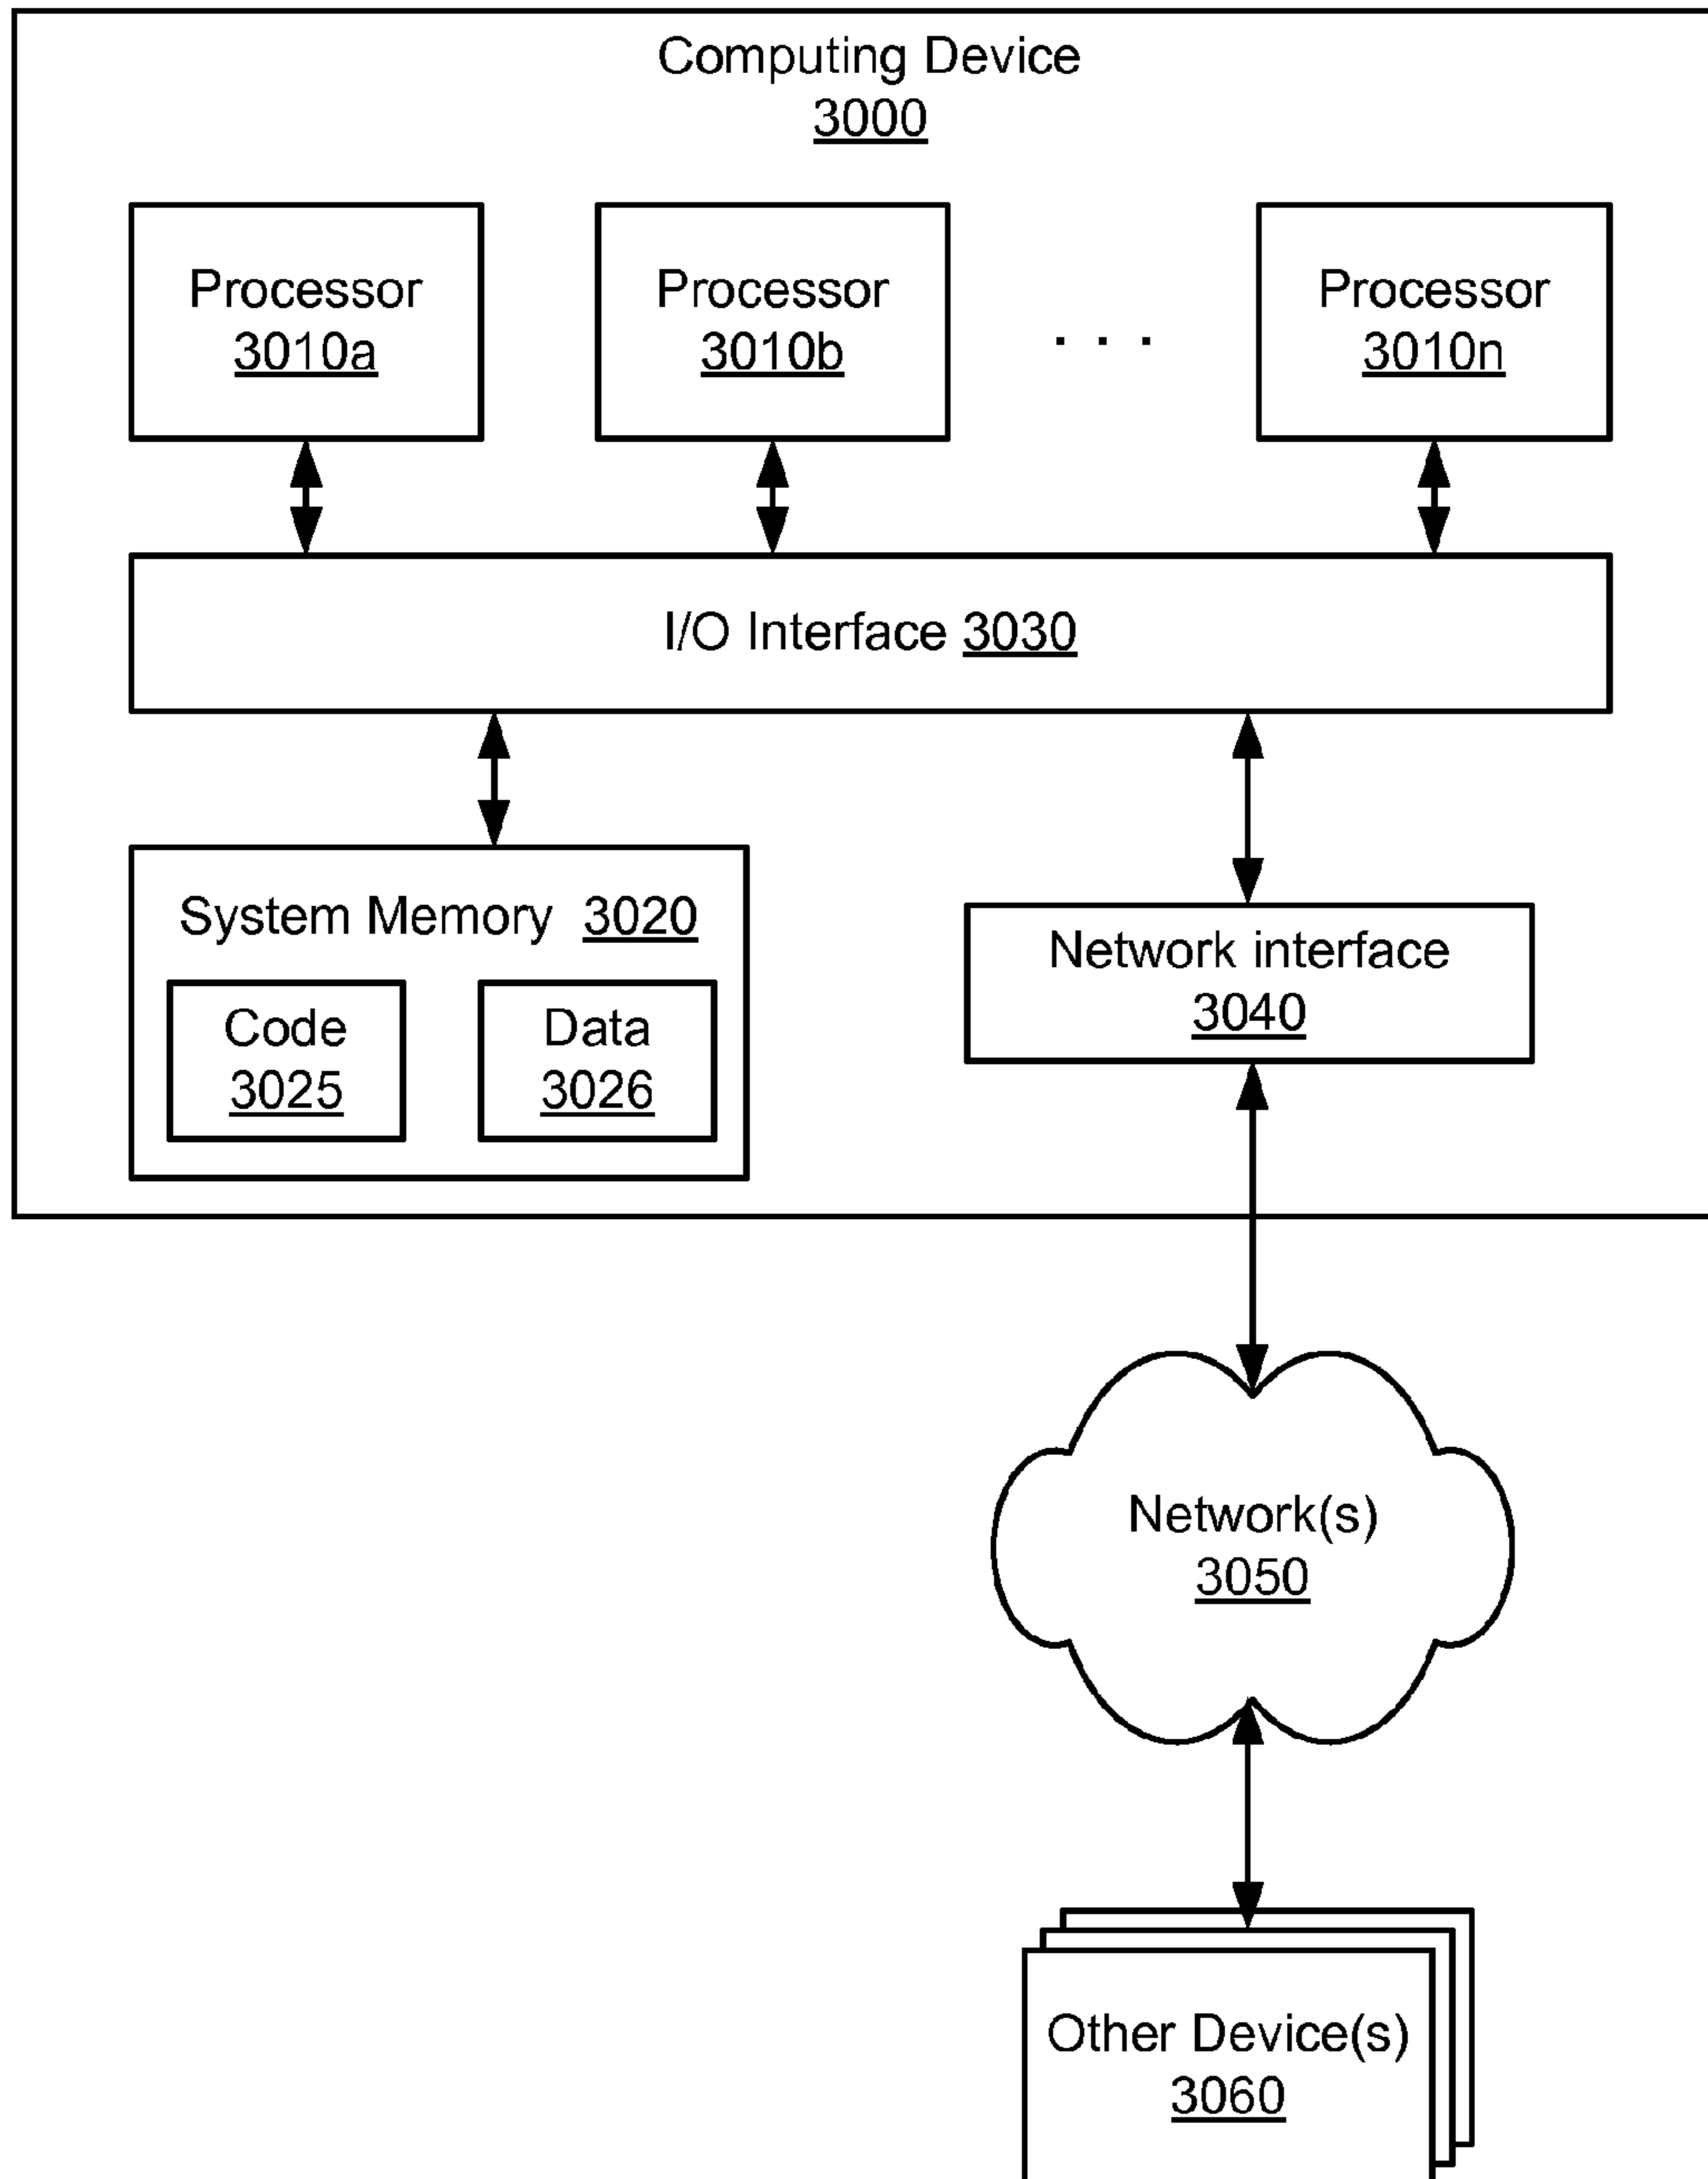 Computing Device
3000
Processor
3010a
Processor
3010b
. . .
Processor
3010n
I/O Interface 3030
System Memory 3020
Code
3025
Data
3026
Network interface
3040
Network(s)
3050
Other Device(s)
3060